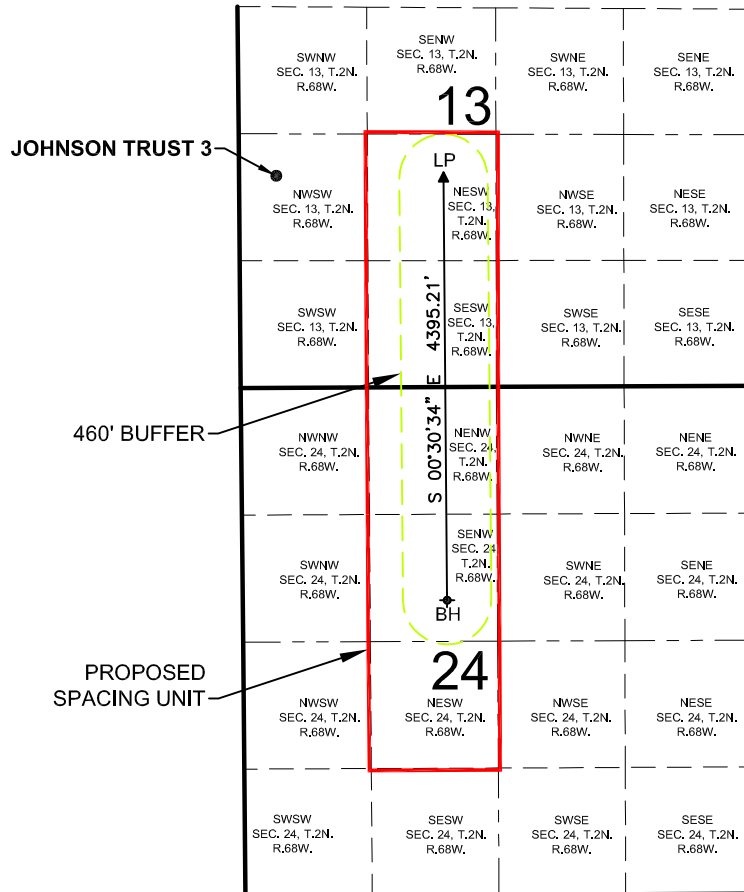 SWNW
SEC. 13, T.2N.
R.68W.
SENW
SEC. 13, T.2N.
R.68W.
SWNE
SEC. 13, T.2N.
R.68W.
SENE
SEC. 13, T.2N.
R.68W.
13
JOHNSON TRUST 3
LP
NWSW
SEC. 13, T.2N.
R.68W.
NESW
SEC. 13,
T.2N.
R.68W.
NWSE
SEC. 13, T.2N.
R.68W.
NESE
SEC. 13, T.2N.
R.68W.
SWSW
SEC. 13, T.2N.
R.68W.
S 00°30'34" E 4395.21'
SESW
SEC. 13,
T.2N.
R.68W.
SWSE
SEC. 13, T.2N.
R.68W.
SESE
SEC. 13, T.2N.
R.68W.
460' BUFFER
NWNW
SEC. 24, T.2N.
R.68W.
NENW
SEC. 24,
T.2N.
R.68W.
NWNE
SEC. 24, T.2N.
R.68W.
NENE
SEC. 24, T.2N.
R.68W.
SWNW
SEC. 24, T.2N.
R.68W.
SENW
SEC. 24
T.2N.
R.68W.
SWNE
SEC. 24, T.2N.
R.68W.
SENE
SEC. 24, T.2N.
R.68W.
BH
24
PROPOSED
SPACING UNIT
NWSW
SEC. 24, T.2N.
R.68W.
NESW
SEC. 24, T.2N.
R.68W.
NWSE
SEC. 24, T.2N.
R.68W.
NESE
SEC. 24, T.2N.
R.68W.
SWSW
SEC. 24, T.2N.
R.68W.
SESW
SEC. 24, T.2N.
R.68W.
SWSE
SEC. 24, T.2N.
R.68W.
SESE
SEC. 24, T.2N.
R.68W.